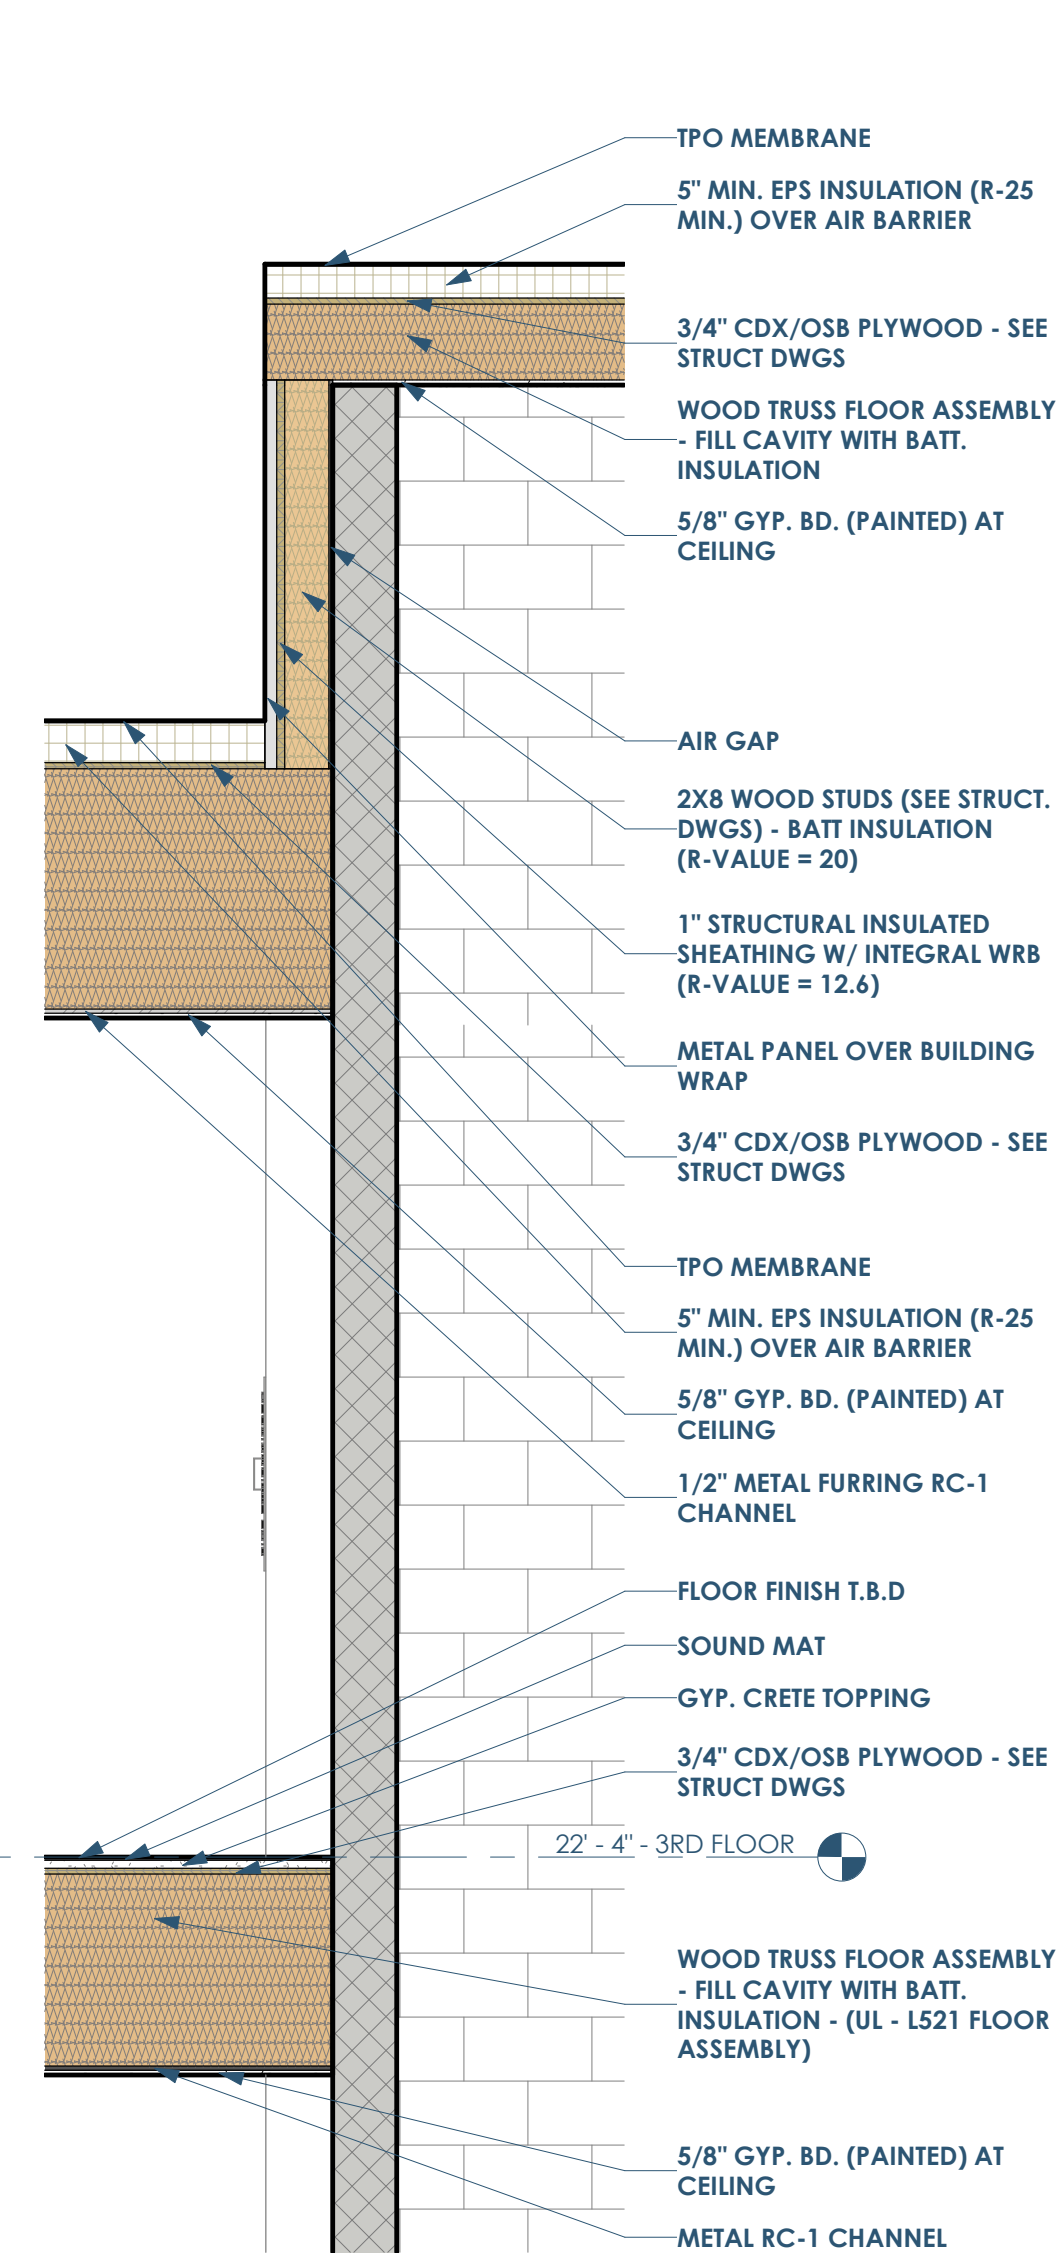 TPO MEMBRANE
5" MIN. EPS INSULATION (R-25
MIN.) OVER AIR BARRIER
3/4" CDX/OSB PLYWOOD - SEE
STRUCT DWGS
WOOD TRUSS FLOOR ASSEMBLY
- FILL CAVITY WITH BATT.
INSULATION
5/8" GYP. BD. (PAINTED) AT
CEILING
AIR GAP
2X8 WOOD STUDS (SEE STRUCT.
DWGS) - BATT INSULATION
(R-VALUE = 20)
1" STRUCTURAL INSULATED
SHEATHING W/ INTEGRAL WRB
(R-VALUE = 12.6)
METAL PANEL OVER BUILDING
WRAP
3/4" CDX/OSB PLYWOOD - SEE
STRUCT DWGS
TPO MEMBRANE
5" MIN. EPS INSULATION (R-25
MIN.) OVER AIR BARRIER
5/8" GYP. BD. (PAINTED) AT
CEILING
1/2" METAL FURRING RC-1
CHANNEL
FLOOR FINISH T.B.D
SOUND MAT
GYP. CRETE TOPPING
3/4" CDX/OSB PLYWOOD - SEE
STRUCT DWGS
22' - 4" - 3RD FLOOR
WOOD TRUSS FLOOR ASSEMBLY
- FILL CAVITY WITH BATT.
INSULATION - (UL - L521 FLOOR
ASSEMBLY)
5/8" GYP. BD. (PAINTED) AT
CEILING
METAL RC-1 CHANNEL